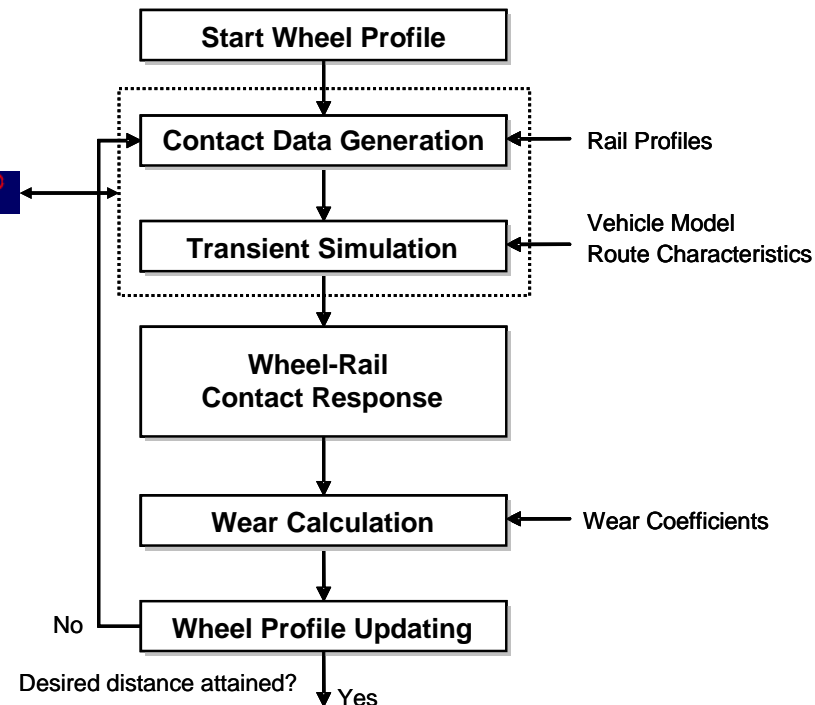 Start Wheel Profile
Contact Data Generation
Rail Profiles
Transient Simulation
Vehicle Model
Route Characteristics
Wheel-Rail
Contact Response
Wear Calculation
Wear Coefficients
No
Wheel Profile Updating
Desired distance attained?
Yes